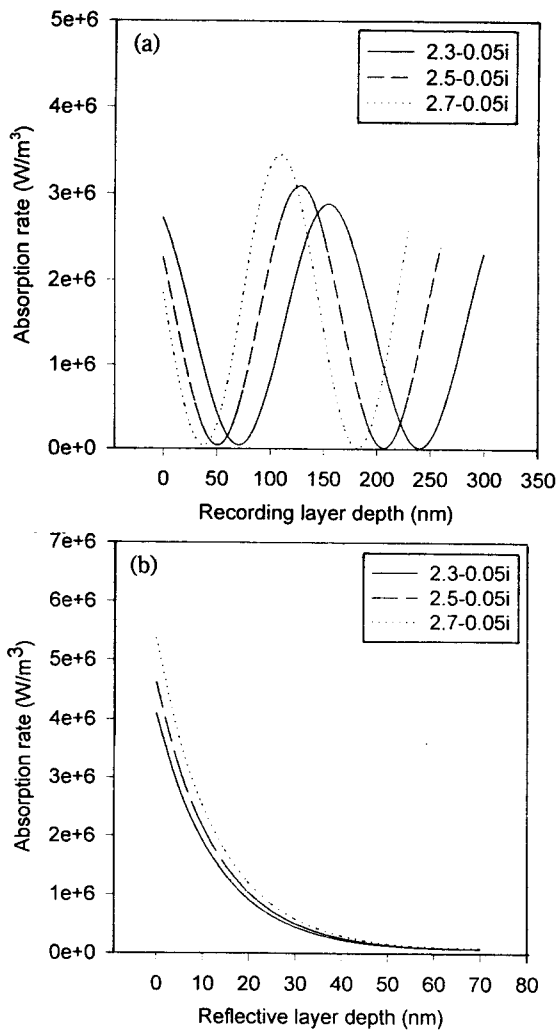 (a)
2.3-0.05i
2.5-0.05i
2.7-0.05i
5e+6
4e+6
3e+6
2e+6
1e+6
0e+0
Absorption rate (W/m³)
0 50 100 150 200 250 300 350
Recording layer depth (nm)
(b)
2.3-0.05i
2.5-0.05i
2.7-0.05i
7e+6
6e+6
5e+6
4e+6
3e+6
2e+6
1e+6
0e+0
Absorption rate (W/m³)
0 10 20 30 40 50 60 70 80
Reflective layer depth (nm)